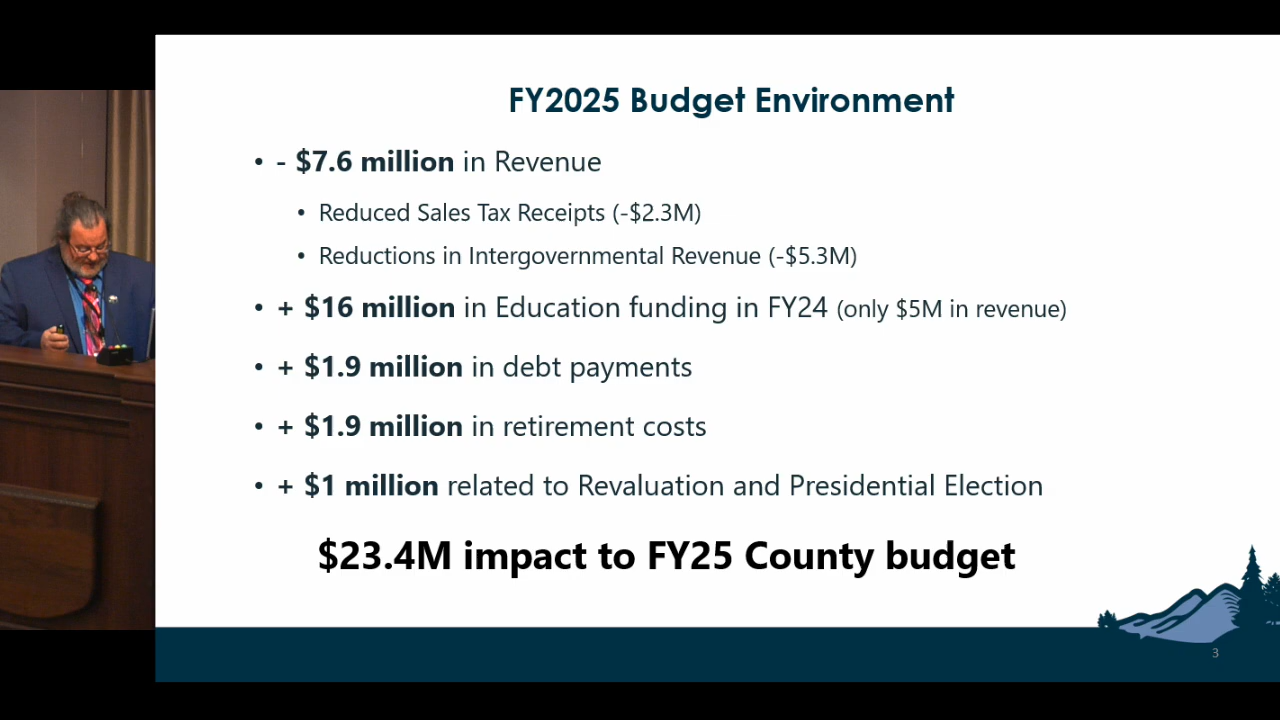 FY2025 Budget Environment
• - $7.6 million in Revenue
• Reduced Sales Tax Receipts (-$2.3M)
• Reductions in Intergovernmental Revenue (-$5.3M)
• + $16 million in Education funding in FY24 (only $5M in revenue)
• + $1.9 million in debt payments
• + $1.9 million in retirement costs
• + $1 million related to Revaluation and Presidential Election
$23.4M impact to FY25 County budget
3